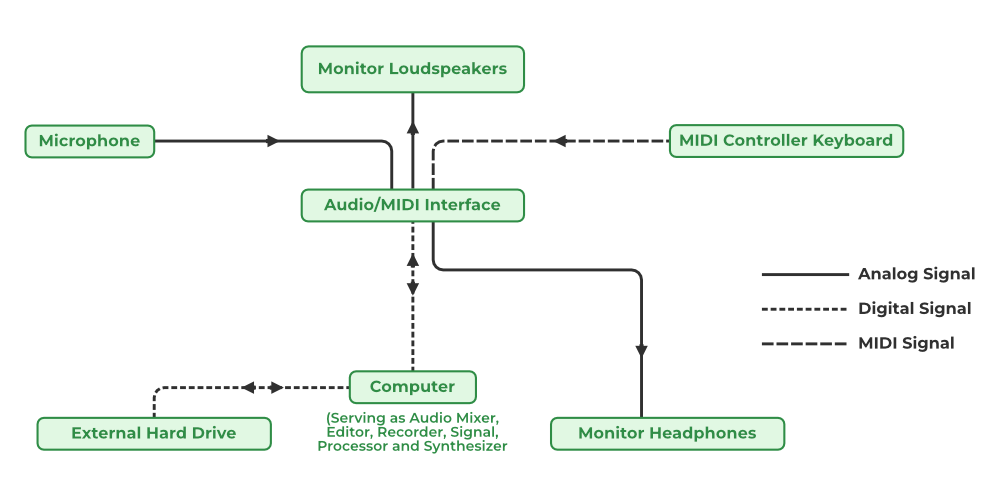 Monitor Loudspeakers
Microphone
MIDI Controller Keyboard
Audio/MIDI Interface
Analog Signal
Digital Signal
MIDI Signal
Computer
(Serving as Audio Mixer,
Editor, Recorder, Signal,
Processor and Synthesizer
External Hard Drive
Monitor Headphones